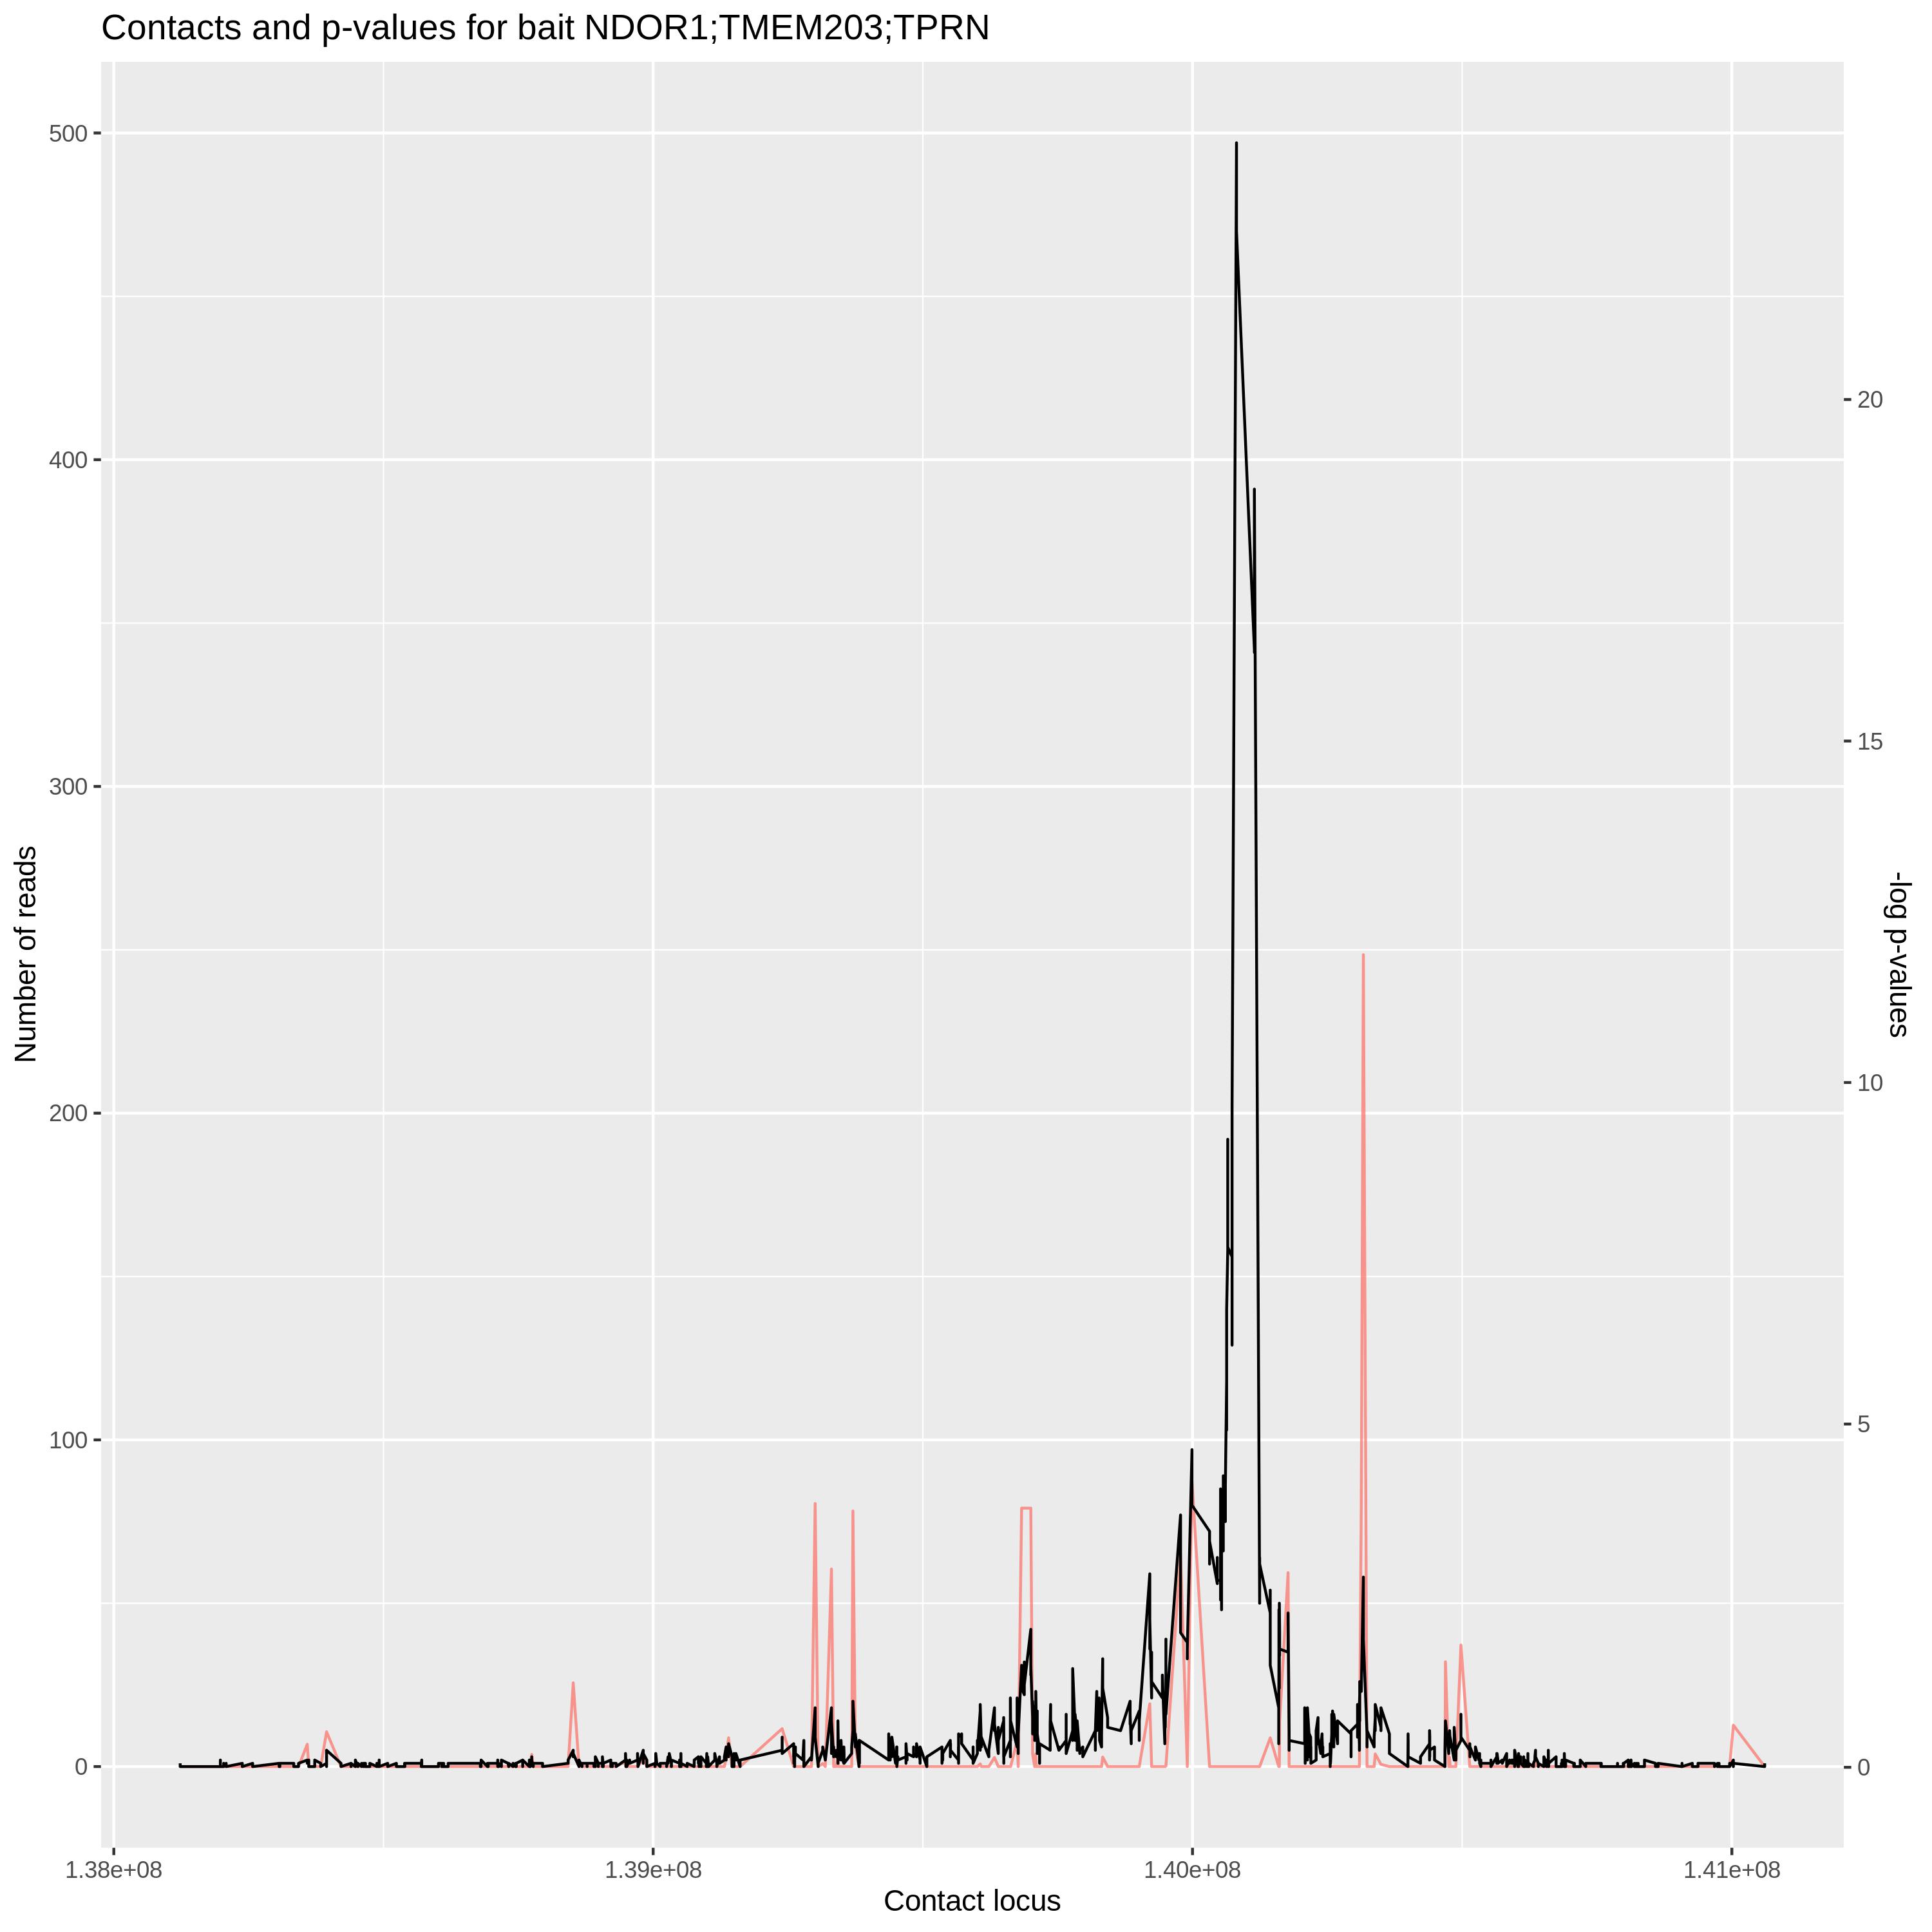 Contacts and p-values for bait NDOR1;TMEM203;TPRN
500
400
300
200
100
0
Number of reads
20
15
10
5
0
-log p-values
1.38e+08
1.39e+08
1.40e+08
1.41e+08
Contact locus